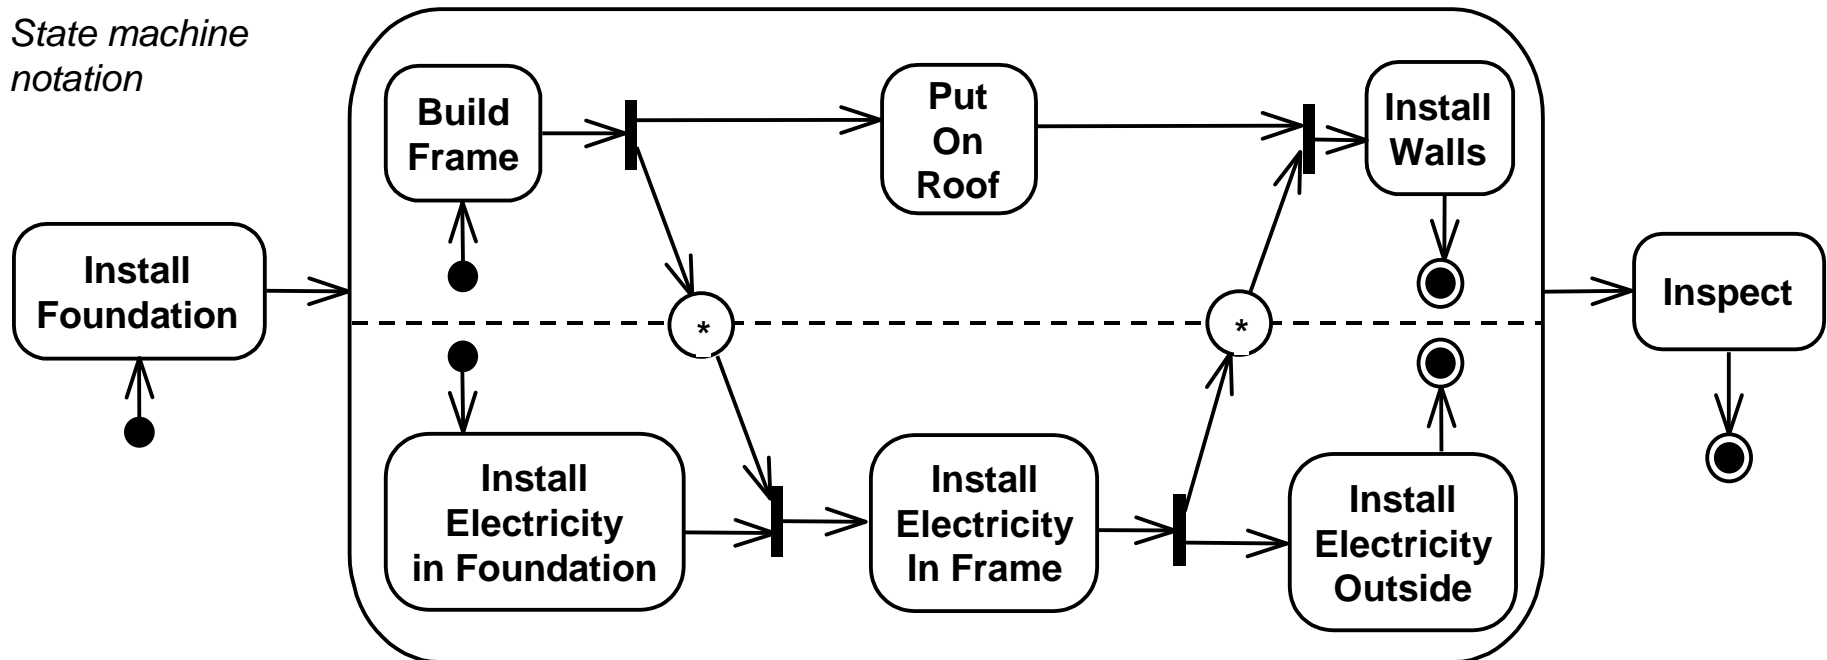 State machine
notation
Build
Frame
Put
On
Roof
Install
Walls
Install
Foundation
*
*
Inspect
Install
Electricity
in Foundation
Install
Electricity
In Frame
Install
Electricity
Outside